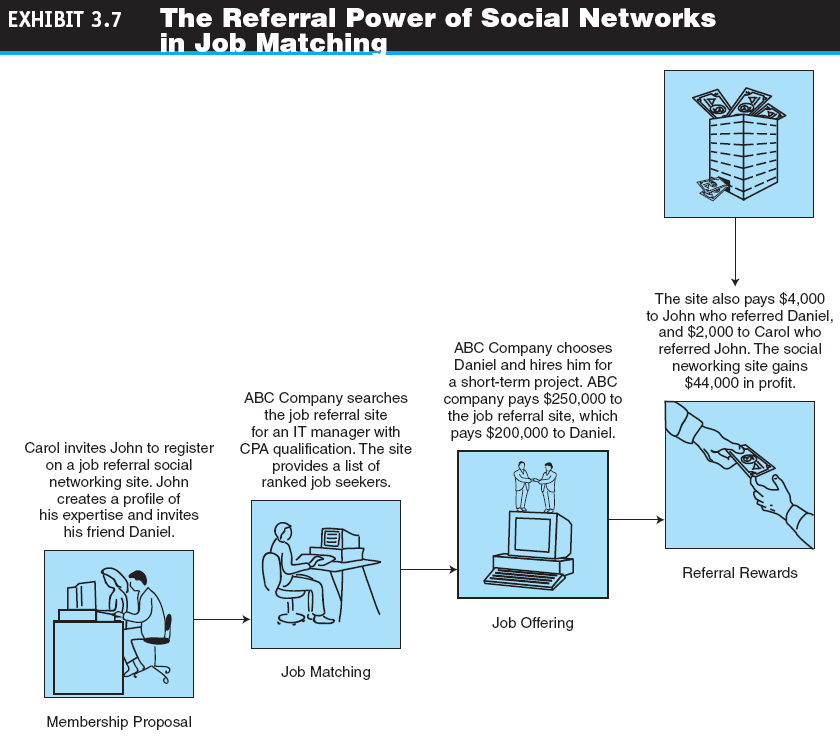 EXHIBIT 3.7
The Referral Power of Social Networks
in Job Matching
Carol invites John to register
on a job referral social
networking site. John
creates a profile of
his expertise and invites
his friend Daniel.
Membership Proposal
ABC Company searches
the job referral site
for an IT manager with
CPA qualification. The site
provides a list of
ranked job seekers.
Job Matching
ABC Company chooses
Daniel and hires him for
a short-term project. ABC
company pays $250,000 to
the job referral site, which
pays $200,000 to Daniel.
Job Offering
The site also pays $4,000
to John who referred Daniel,
and $2,000 to Carol who
referred John. The social
neworking site gains
$44,000 in profit.
Referral Rewards